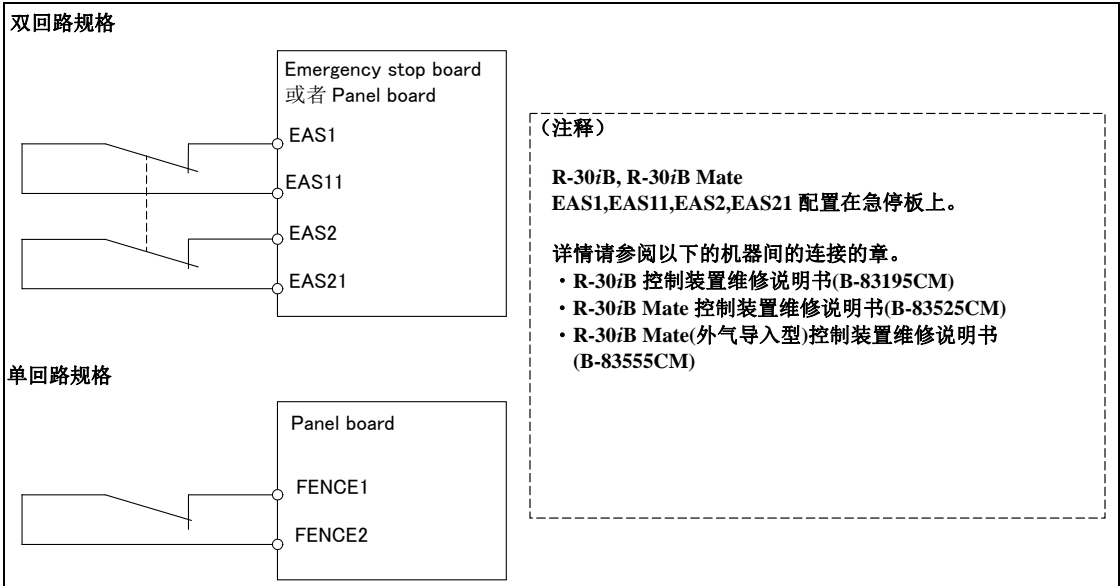 双回路规格
Emergency stop board
或者 Panel board
EAS1
EAS11
EAS2
EAS21
(注释)
R-30iB, R-30iB Mate
EAS1,EAS11,EAS2,EAS21 配置在急停板上。
详情请参阅以下的机器间的连接的章。
・R-30iB 控制装置维修说明书(B-83195CM)
・R-30iB Mate 控制装置维修说明书(B-83525CM)
・R-30iB Mate(外气导入型)控制装置维修说明书
(B-83555CM)
单回路规格
Panel board
FENCE1
FENCE2